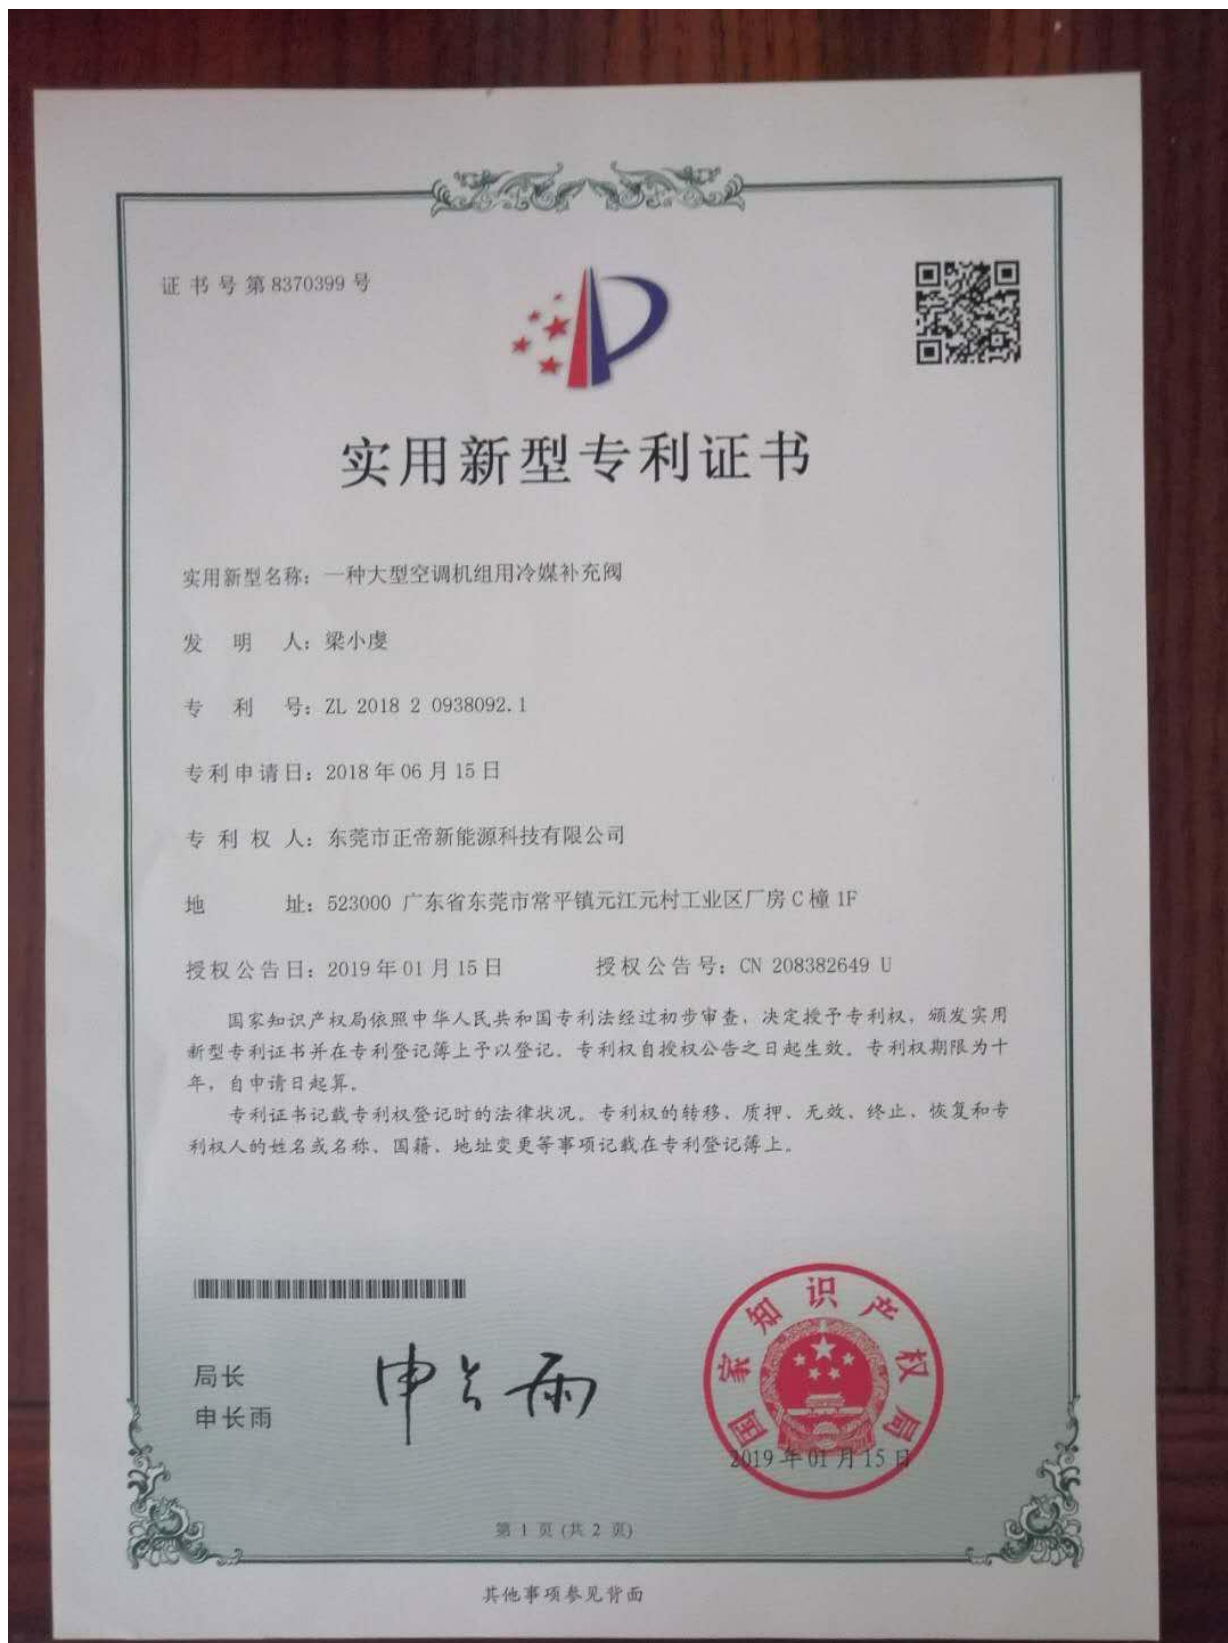 证书号第8370399号
实用新型专利证书
实用新型名称：一种大型空调机组用冷媒补充阀
发明人：梁小虔
专利号：ZL 2018 2 0938092.1
专利申请日：2018年06月15日
专利权人：东莞市正帝新能源科技有限公司
地址：523000 广东省东莞市常平镇元江元村工业区厂房C橦1F
授权公告日：2019年01月15日 授权公告号：CN 208382649 U
国家知识产权局依照中华人民共和国专利法经过初步审查，决定授予专利权，颁发实用
新型专利证书并在专利登记簿上予以登记。专利权自授权公告之日起生效。专利权期限为十
年，自申请日起算。
专利证书记载专利权登记时的法律状况。专利权的转移、质押、无效、终止、恢复和专
利权人的姓名或名称、国籍、地址变更等事项记载在专利登记簿上。
局长
申长雨
申长雨
国家知识产权局
2019年01月15日
第 1 页 (共 2 页)
其他事项参见背面